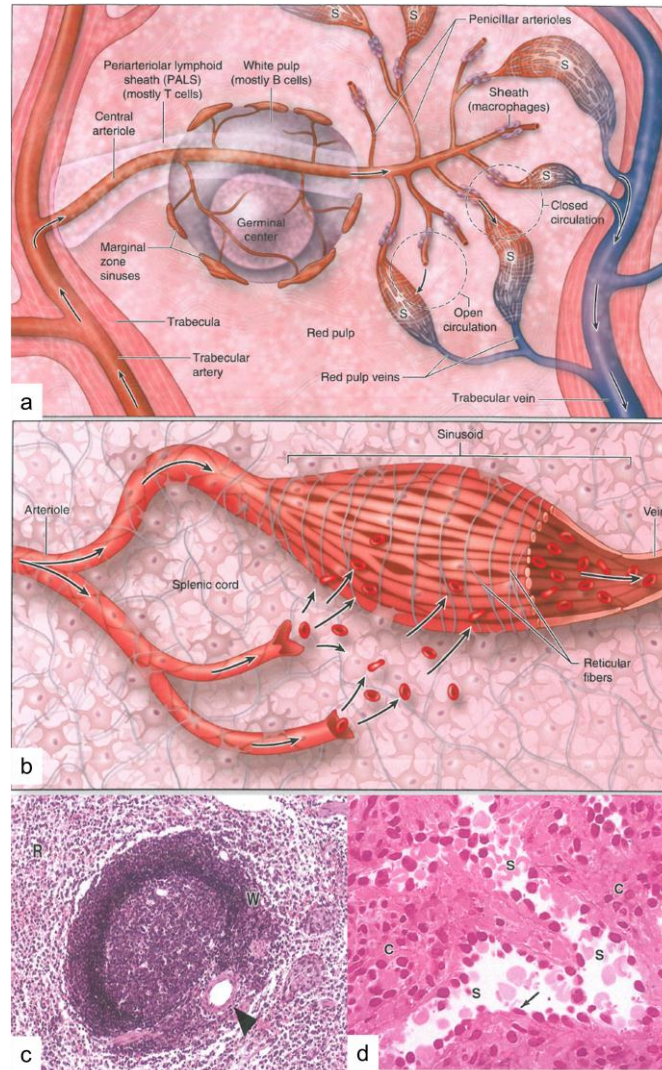 S
S
Penicillar arterioles
Periarteriolar lymphoid
sheath (PALS)
(mostly T cells)
White pulp
(mostly B cells)
S
Sheath
(macrophages)
Central
arteriole
S
Closed
circulation
Germinal
center
S
Marginal
zone
sinuses
S
Open
circulation
Trabecula
Red pulp
Trabecular
artery
Red pulp veins
Trabecular vein
a
Sinusoid
Arteriole
Vein
Splenic cord
Reticular
fibers
b
R
W
c
S
C
C
S
S
d